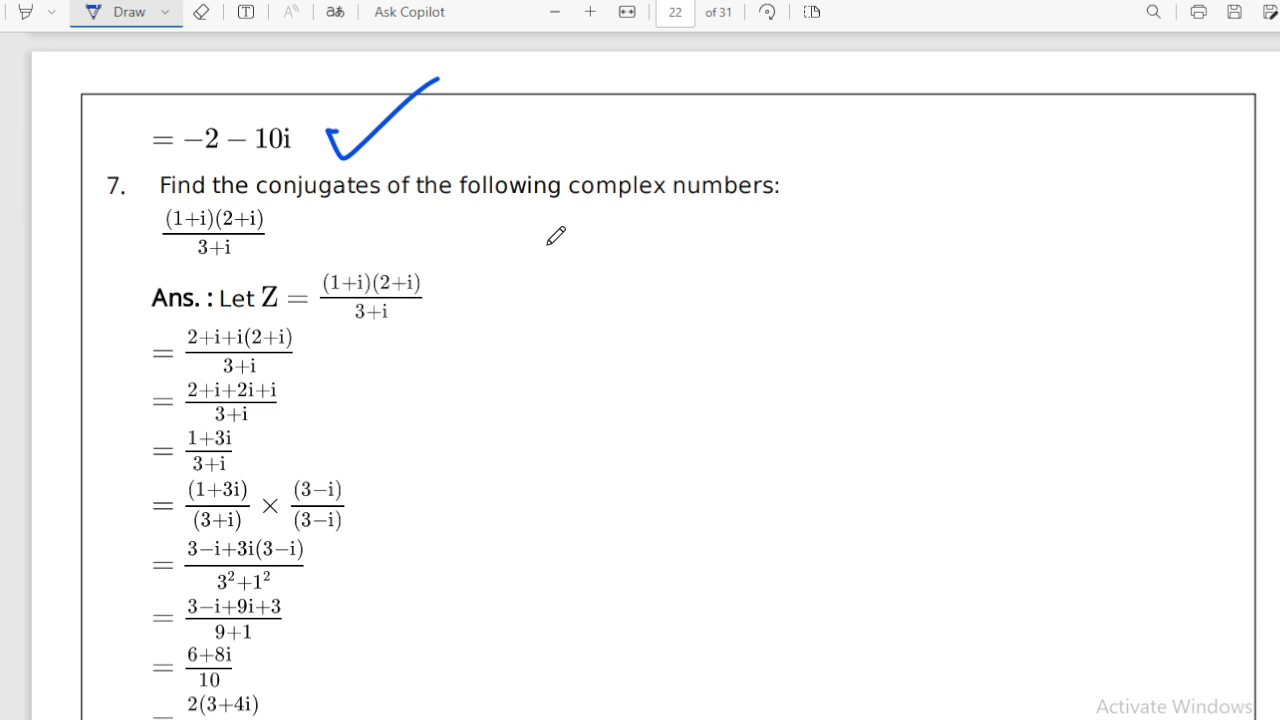 Draw
aあ
Ask Copilot
22
of 31
= −2 − 10i
7. Find the conjugates of the following complex numbers:
(1+i)(2+i)
3+i
Ans. : Let Z = (1+i)(2+i)
3+i
= 2+i+i(2+i)
3+i
= 2+i+2i+i
3+i
= 1+3i
3+i
= (1+3i) × (3−i)
(3+i) (3−i)
= 3−i+3i(3−i)
3²+1²
= 3−i+9i+3
9+1
= 6+8i
10
= 2(3+4i)
Activate Windows